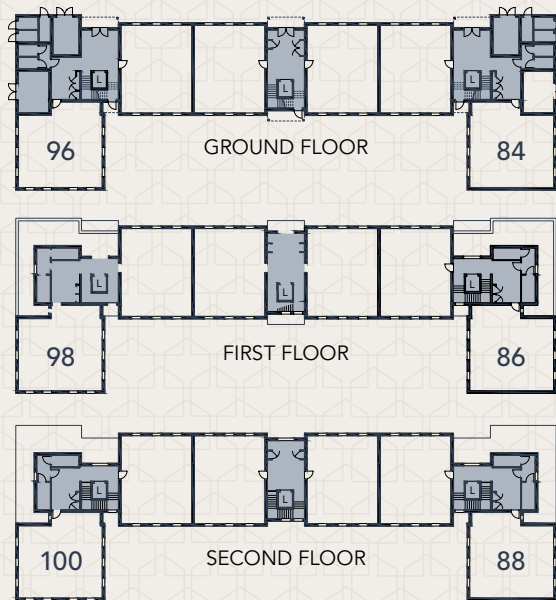 L
L
L
96
GROUND FLOOR
84
L
L
L
98
FIRST FLOOR
86
L
L
L
100
SECOND FLOOR
88